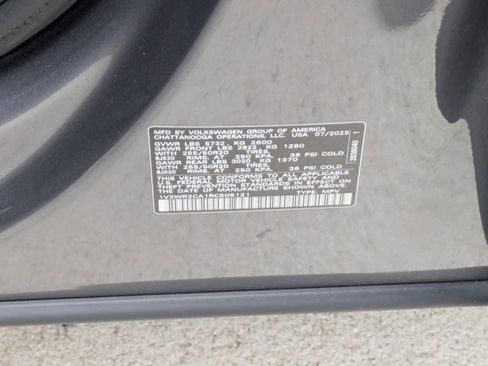 MFD BY VOLKSWAGEN GROUP OF AMERICA
CHATTANOOGA OPERATIONS, LLC. USA 07/2023
GVWR LBS 5732, KG 2600
GAWR FRONT LBS 2822 KG 1280
WITH 255/50R20 TIRES,
8JX20 RIMS, AT 250 KPA, 36 PSI COLD
GAWR REAR LBS 3020 KG 1370
WITH 255/50R20 TIRES,
8JX20 RIMS, AT 250 KPA, 36 PSI COLD
THIS VEHICLE CONFORMS TO ALL APPLICABLE
FEDERAL MOTOR VEHICLE SAFETY AND
THEFT PREVENTION STANDARDS IN EFFECT ON
THE DATE OF MANUFACTURE SHOWN ABOVE.
TYPE: MPV